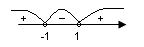 + − +
-1 1